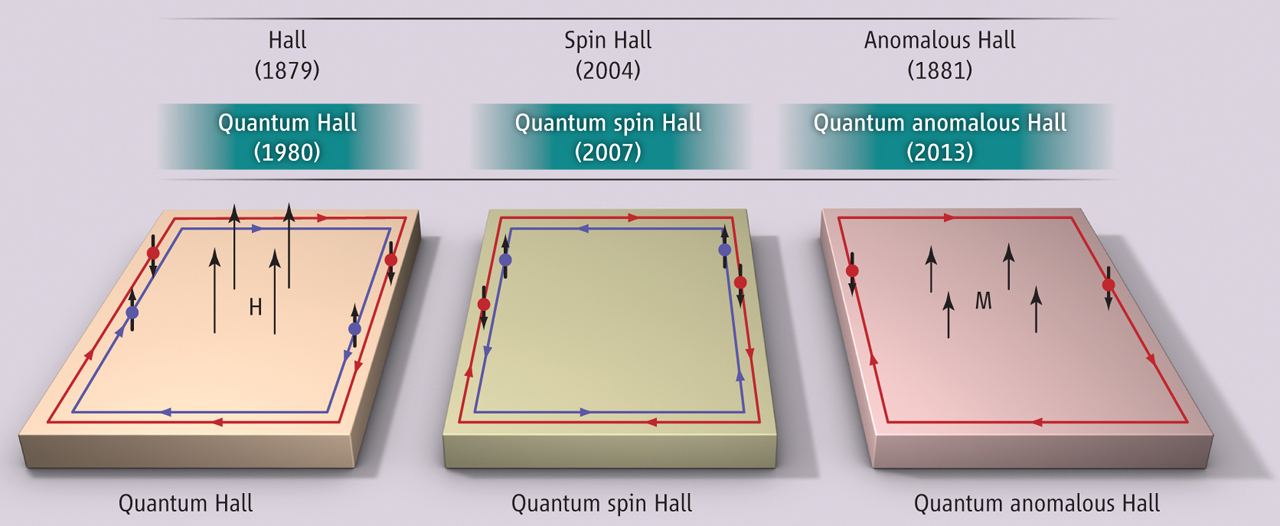 Hall
(1879)
Spin Hall
(2004)
Anomalous Hall
(1881)
Quantum Hall
(1980)
Quantum spin Hall
(2007)
Quantum anomalous Hall
(2013)
H
M
Quantum Hall
Quantum spin Hall
Quantum anomalous Hall